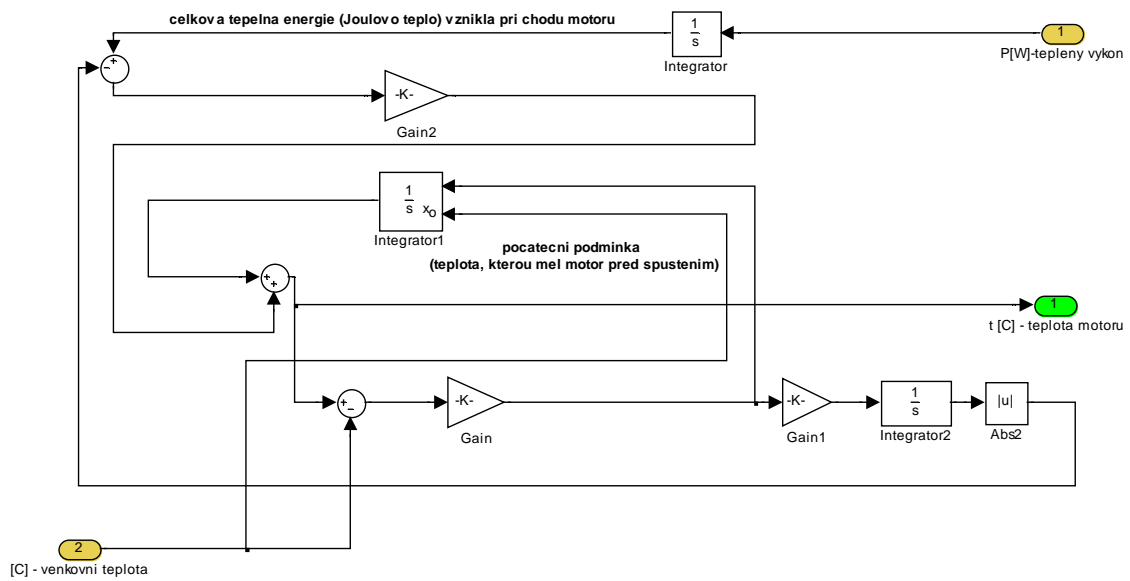 celkova tepelna energie (Joulovo teplo) vznikla pri chodu motoru
1
s
Integrator
1
P[W]-tepleny vykon
+
−
-K-
Gain2
1
s
xo
Integrator1
pocatecni podminka
(teplota, kterou mel motor pred spustenim)
+
+
1
t [C] - teplota motoru
+
−
-K-
Gain
-K-
Gain1
1
s
Integrator2
|u|
Abs2
2
[C] - venkovni teplota